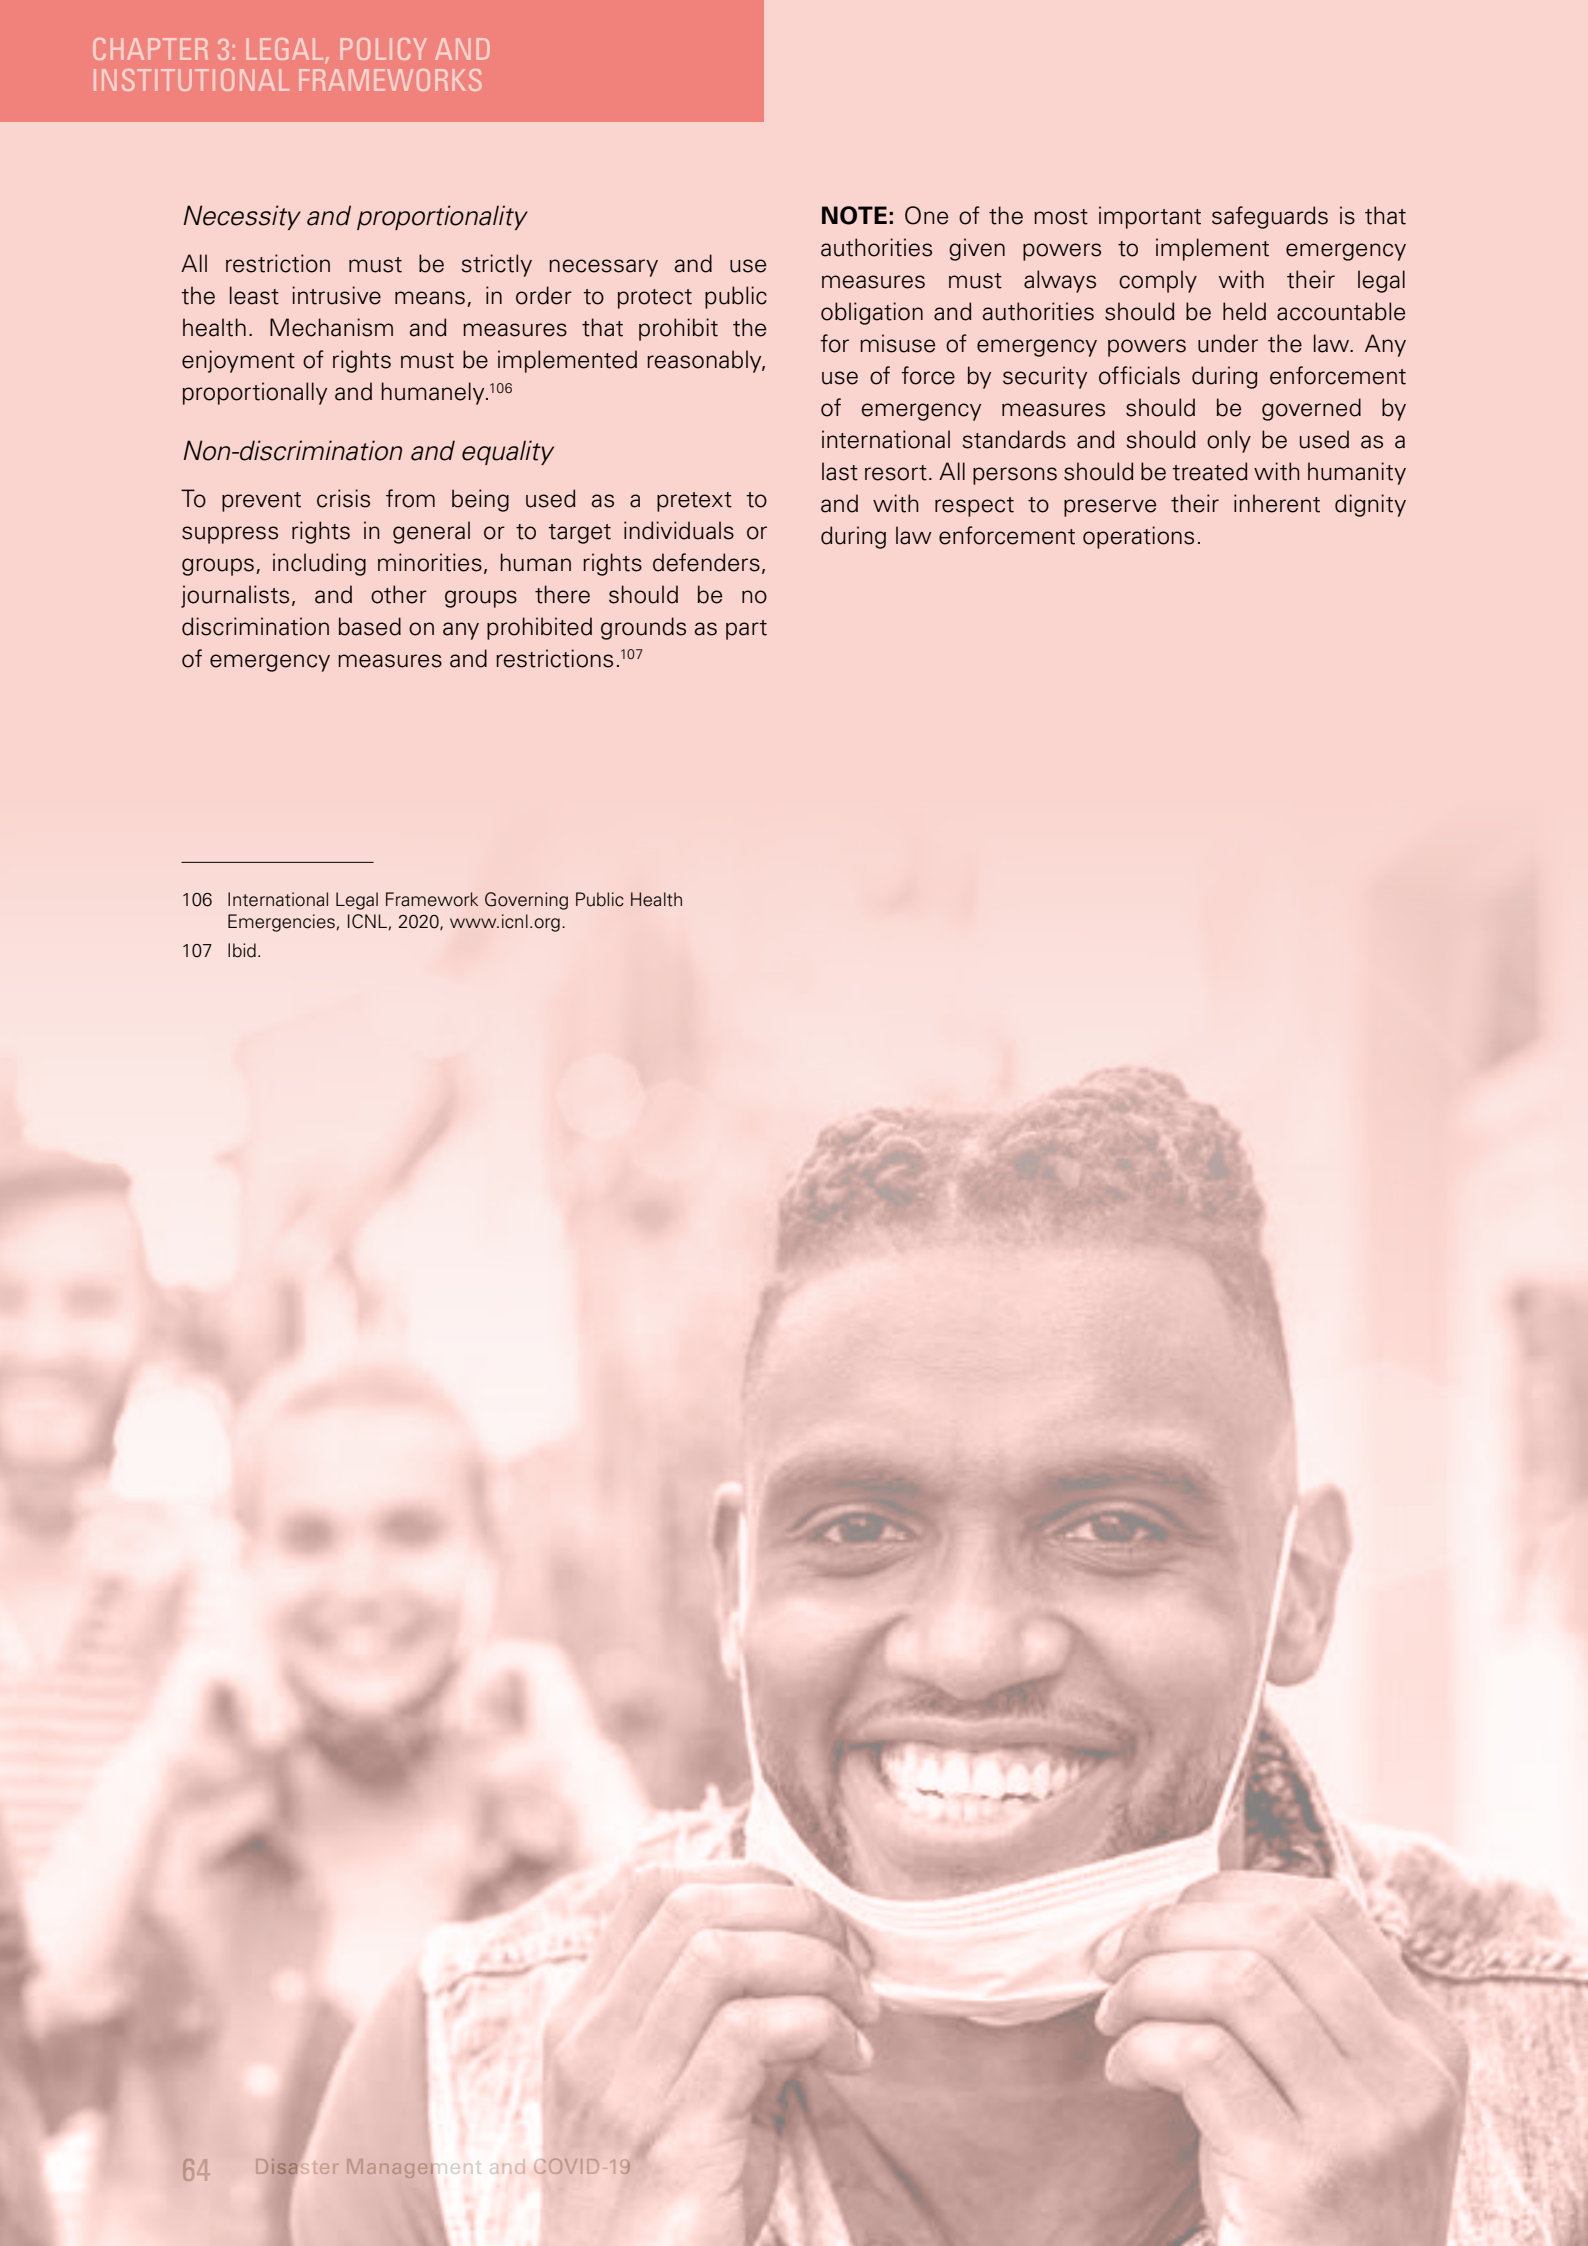 CHAPTER 3: LEGAL, POLICY AND
INSTITUTIONAL FRAMEWORKS
Necessity and proportionality
All restriction must be strictly necessary and use
the least intrusive means, in order to protect public
health. Mechanism and measures that prohibit the
enjoyment of rights must be implemented reasonably,
proportionally and humanely.106
Non-discrimination and equality
To prevent crisis from being used as a pretext to
suppress rights in general or to target individuals or
groups, including minorities, human rights defenders,
journalists, and other groups there should be no
discrimination based on any prohibited grounds as part
of emergency measures and restrictions.107
106 International Legal Framework Governing Public Health
Emergencies, ICNL, 2020, www.icnl.org.
107 Ibid.
NOTE: One of the most important safeguards is that
authorities given powers to implement emergency
measures must always comply with their legal
obligation and authorities should be held accountable
for misuse of emergency powers under the law. Any
use of force by security officials during enforcement
of emergency measures should be governed by
international standards and should only be used as a
last resort. All persons should be treated with humanity
and with respect to preserve their inherent dignity
during law enforcement operations.
64 Disaster Management and COVID-19